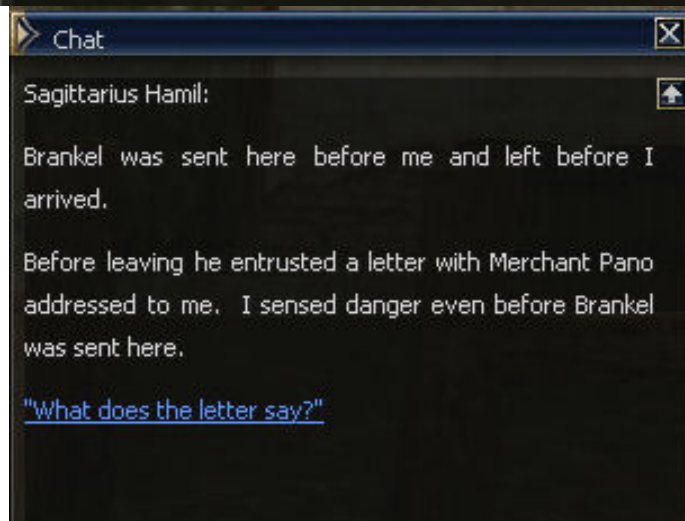 Chat
Sagittarius Hamil:
Brankel was sent here before me and left before I
arrived.
Before leaving he entrusted a letter with Merchant Pano
addressed to me. I sensed danger even before Brankel
was sent here.
"What does the letter say?"